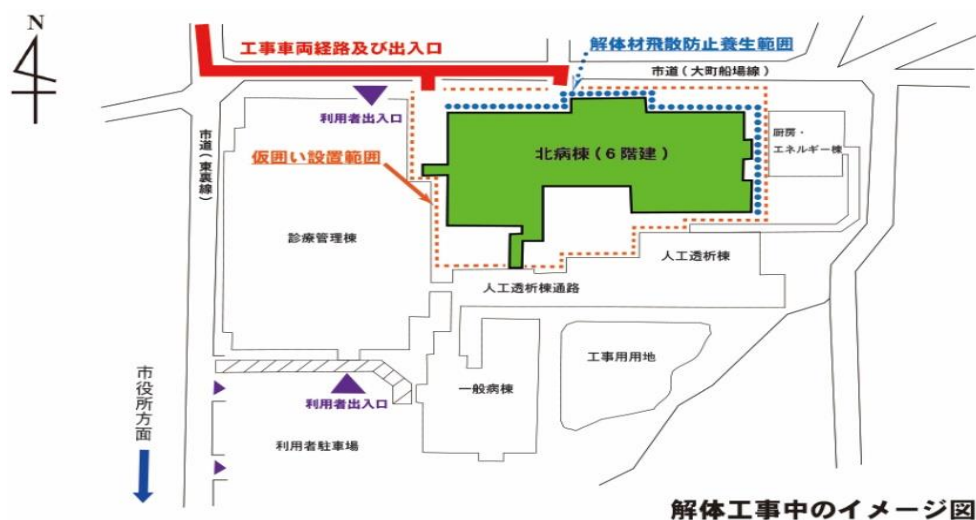 N
工事車両経路及び出入口
解体材飛散防止養生範囲
市道(大町船場線)
利用者出入口
市道(東裏線)
仮囲い設置範囲
北病棟(6階建)
厨房・
エネルギー棟
診療管理棟
人工透析棟
人工透析棟通路
工事用用地
市役所方面
一般病棟
利用者出入口
利用者駐車場
解体工事中のイメージ図